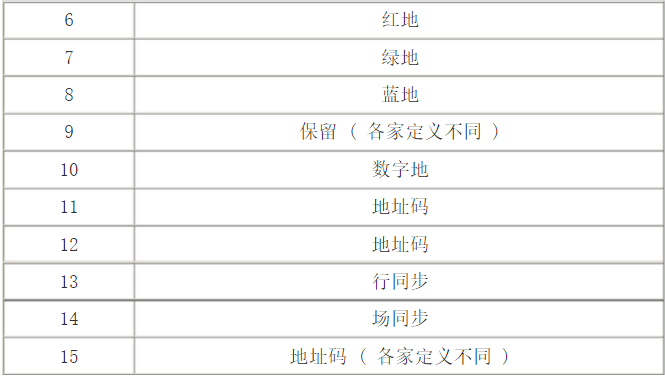 6 红地
7 绿地
8 蓝地
9 保留 ( 各家定义不同 )
10 数字地
11 地址码
12 地址码
13 行同步
14 场同步
15 地址码 ( 各家定义不同 )